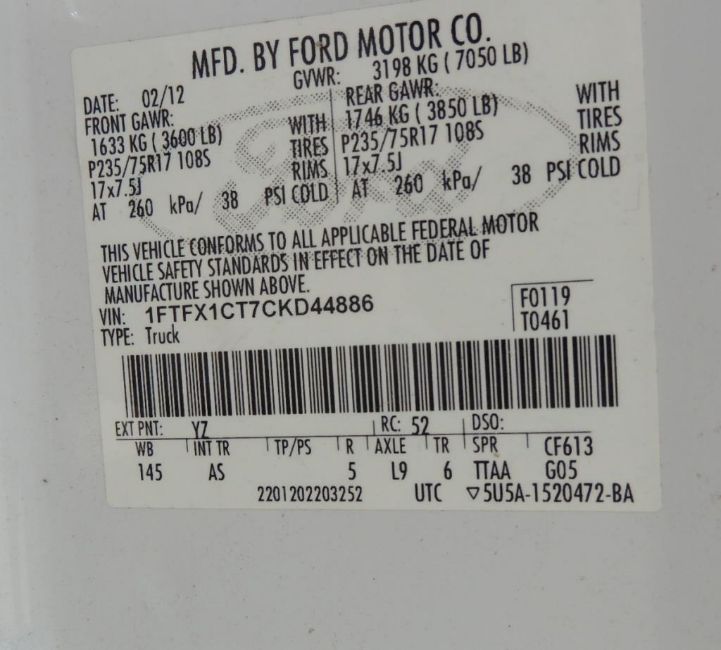 MFD. BY FORD MOTOR CO.
DATE: 02/12 GVWR: 3198 KG ( 7050 LB)
FRONT GAWR: REAR GAWR:
1633 KG ( 3600 LB) WITH 1746 KG ( 3850 LB) WITH
P235/75R17 108S TIRES P235/75R17 108S TIRES
17x7.5J RIMS 17x7.5J RIMS
AT 260 kPa/ 38 PSI COLD AT 260 kPa/ 38 PSI COLD
THIS VEHICLE CONFORMS TO ALL APPLICABLE FEDERAL MOTOR
VEHICLE SAFETY STANDARDS IN EFFECT ON THE DATE OF
MANUFACTURE SHOWN ABOVE.
VIN: 1FTFX1CT7CKD44886 F0119
TYPE: Truck T0461
EXT PNT: YZ RC: 52 DSO:
WB INT TR TP/PS R AXLE TR SPR CF613
145 AS 5 L9 6 TTAA G05
2201202203252 UTC ▽5U5A-1520472-BA
Ford